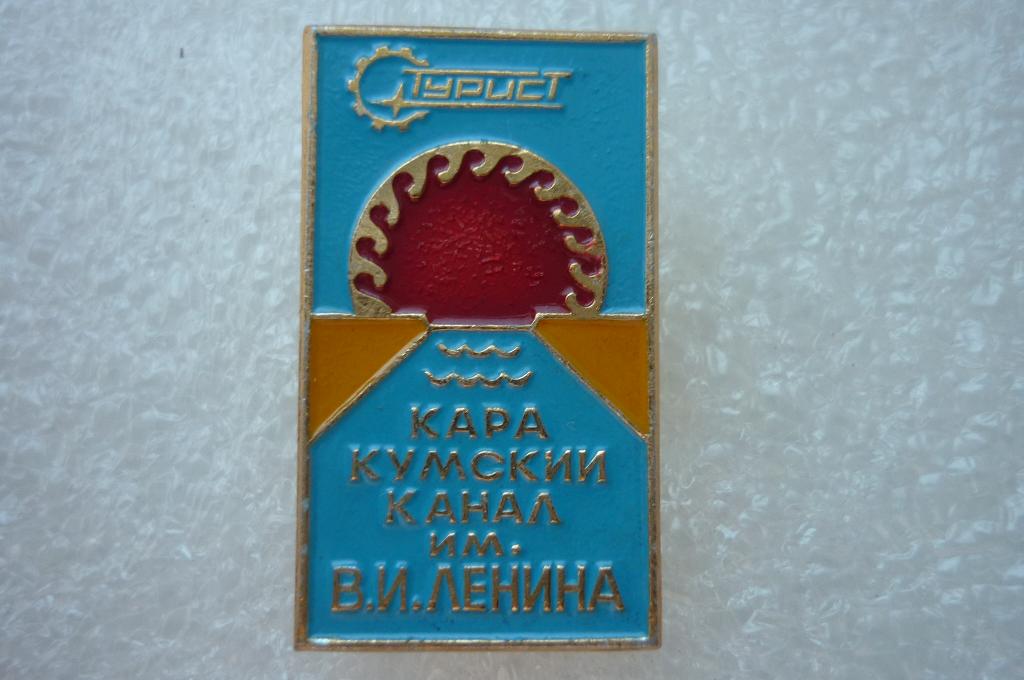 ТУРИСТ
КАРА
КУМСКИЙ
КАНАЛ
ИМ.
В.И.ЛЕНИНА